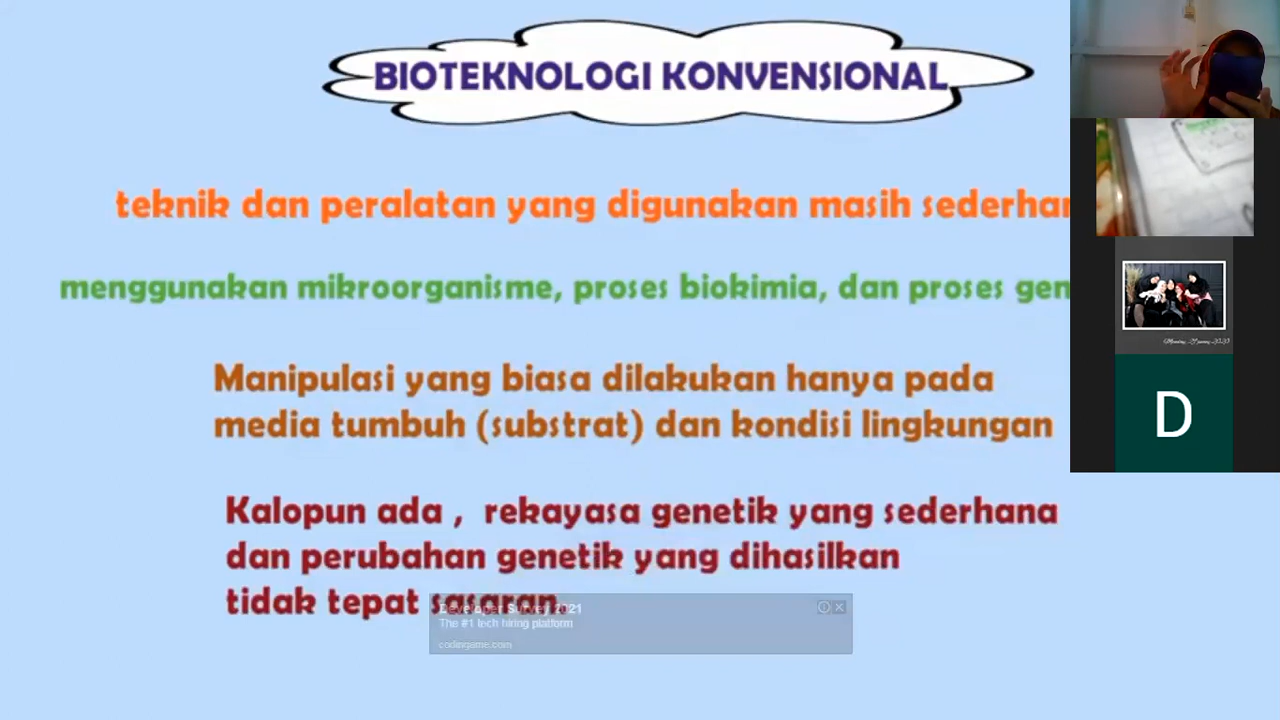 BIOTEKNOLOGI KONVENSIONAL
teknik dan peralatan yang digunakan masih
menggunakan mikroorganisme, proses biokimia, dan proses
Manipulasi yang biasa dilakukan hanya pada
media tumbuh (substrat) dan kondisi lingkungan
Kalopun ada , rekayasa genetik yang sederhana
dan perubahan genetik yang dihasilkan
tidak tepat sasaran.
Developer Survey 2021
The #1 tech hiring platform
codingame.com
D